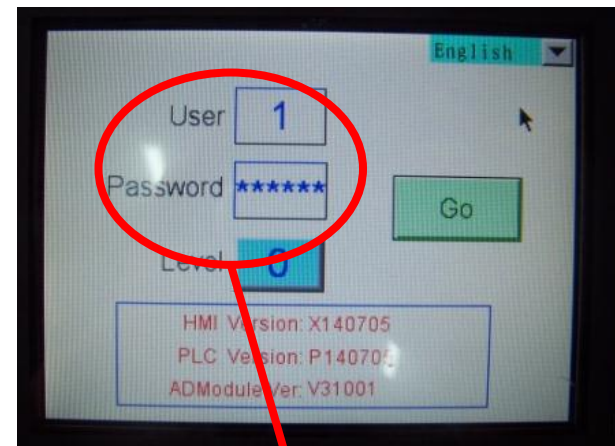 English
User 1
Password ******
Go
Level 0
HMI Version: X140705
PLC Version: P140705
ADModule Ver: V31001